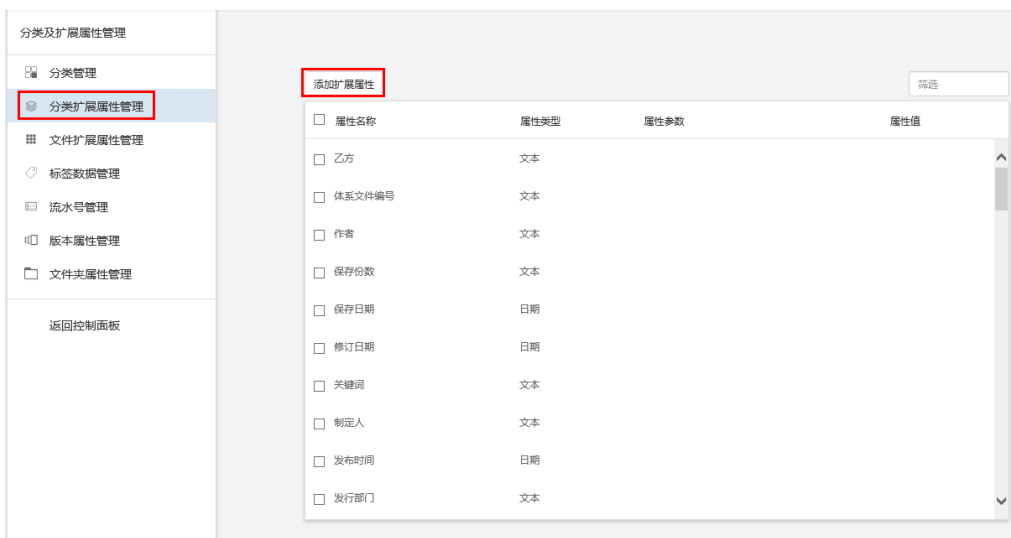 分类及扩展属性管理
分类管理
分类扩展属性管理
文件扩展属性管理
标签数据管理
流水号管理
版本属性管理
文件夹属性管理
返回控制面板
添加扩展属性
筛选
属性名称 属性类型 属性参数 属性值
乙方 文本
体系文件编号 文本
作者 文本
保存份数 文本
保存日期 日期
修订日期 日期
关键词 文本
制定人 文本
发布时间 日期
发行部门 文本